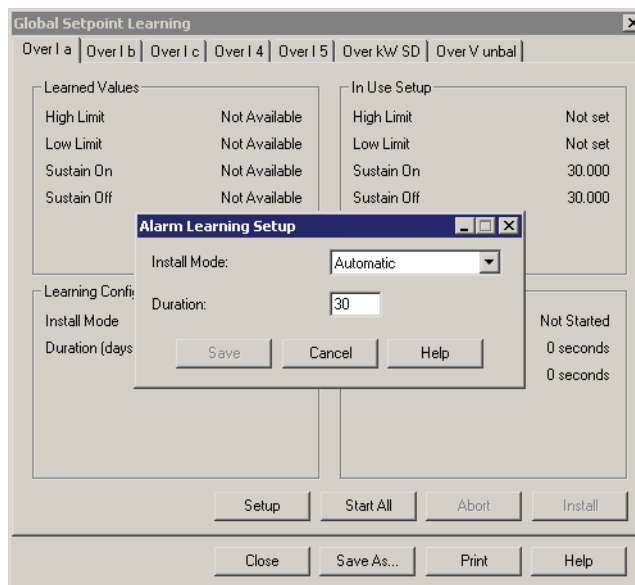 Global Setpoint Learning
Over I a Over I b Over I c Over I 4 Over I 5 Over kW SD Over V unbal
Learned Values
High Limit Not Available
Low Limit Not Available
Sustain On Not Available
Sustain Off Not Available
In Use Setup
High Limit Not set
Low Limit Not set
Sustain On 30.000
Sustain Off 30.000
Alarm Learning Setup
Install Mode: Automatic
Duration: 30
Save Cancel Help
Learning Config
Install Mode
Duration (days
Not Started
0 seconds
0 seconds
Setup Start All Abort Install
Close Save As... Print Help